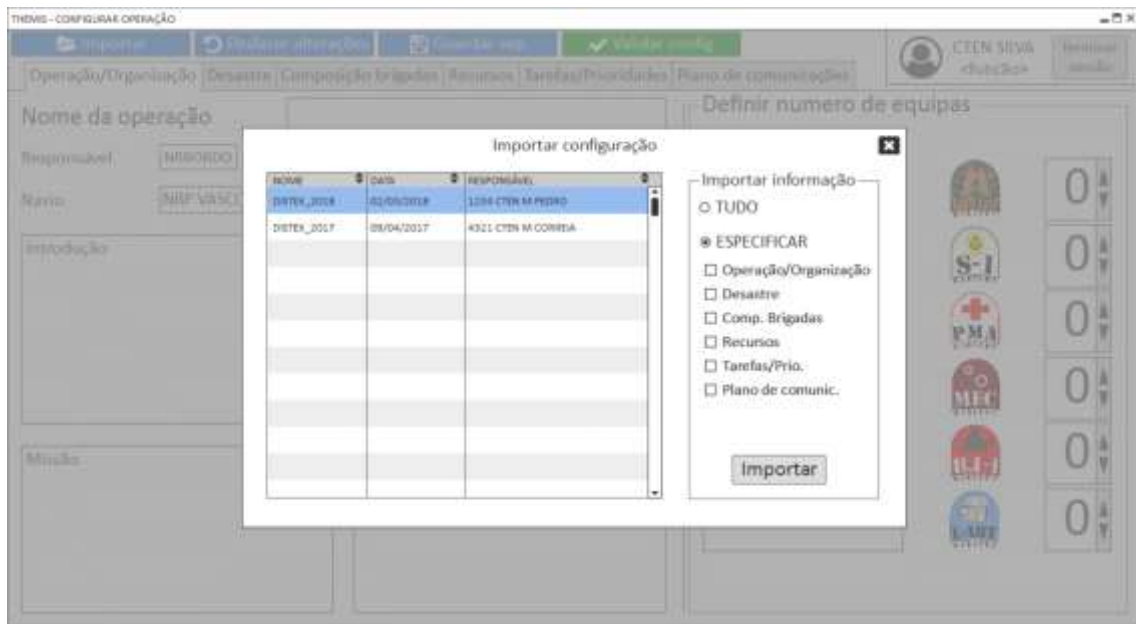 THEMIS - CONFIGURAR OPERAÇÃO
Importar Desfazer alterações Guardar Validar config
CTEN SILVA
<função>
Terminar
sessão
Operação/Organização Desastre Composição brigadas Recursos Tarefas/Prioridades Plano de comunicações
Nome da operação
Definir numero de equipas
Responsável
Navio
Introdução
Missão
Importar configuração
NOME DATA RESPONSÁVEL
DISTEX_2018 02/05/2018 1234 CTEN M PEDRO
DISTEX_2017 09/04/2017 4321 CTEN M CORREIA
Importar informação
TUDO
ESPECIFICAR
Operação/Organização
Desastre
Comp. Brigadas
Recursos
Tarefas/Prio.
Plano de comunic.
Importar
0
S-1 0
PMA 0
MEC 0
0
0